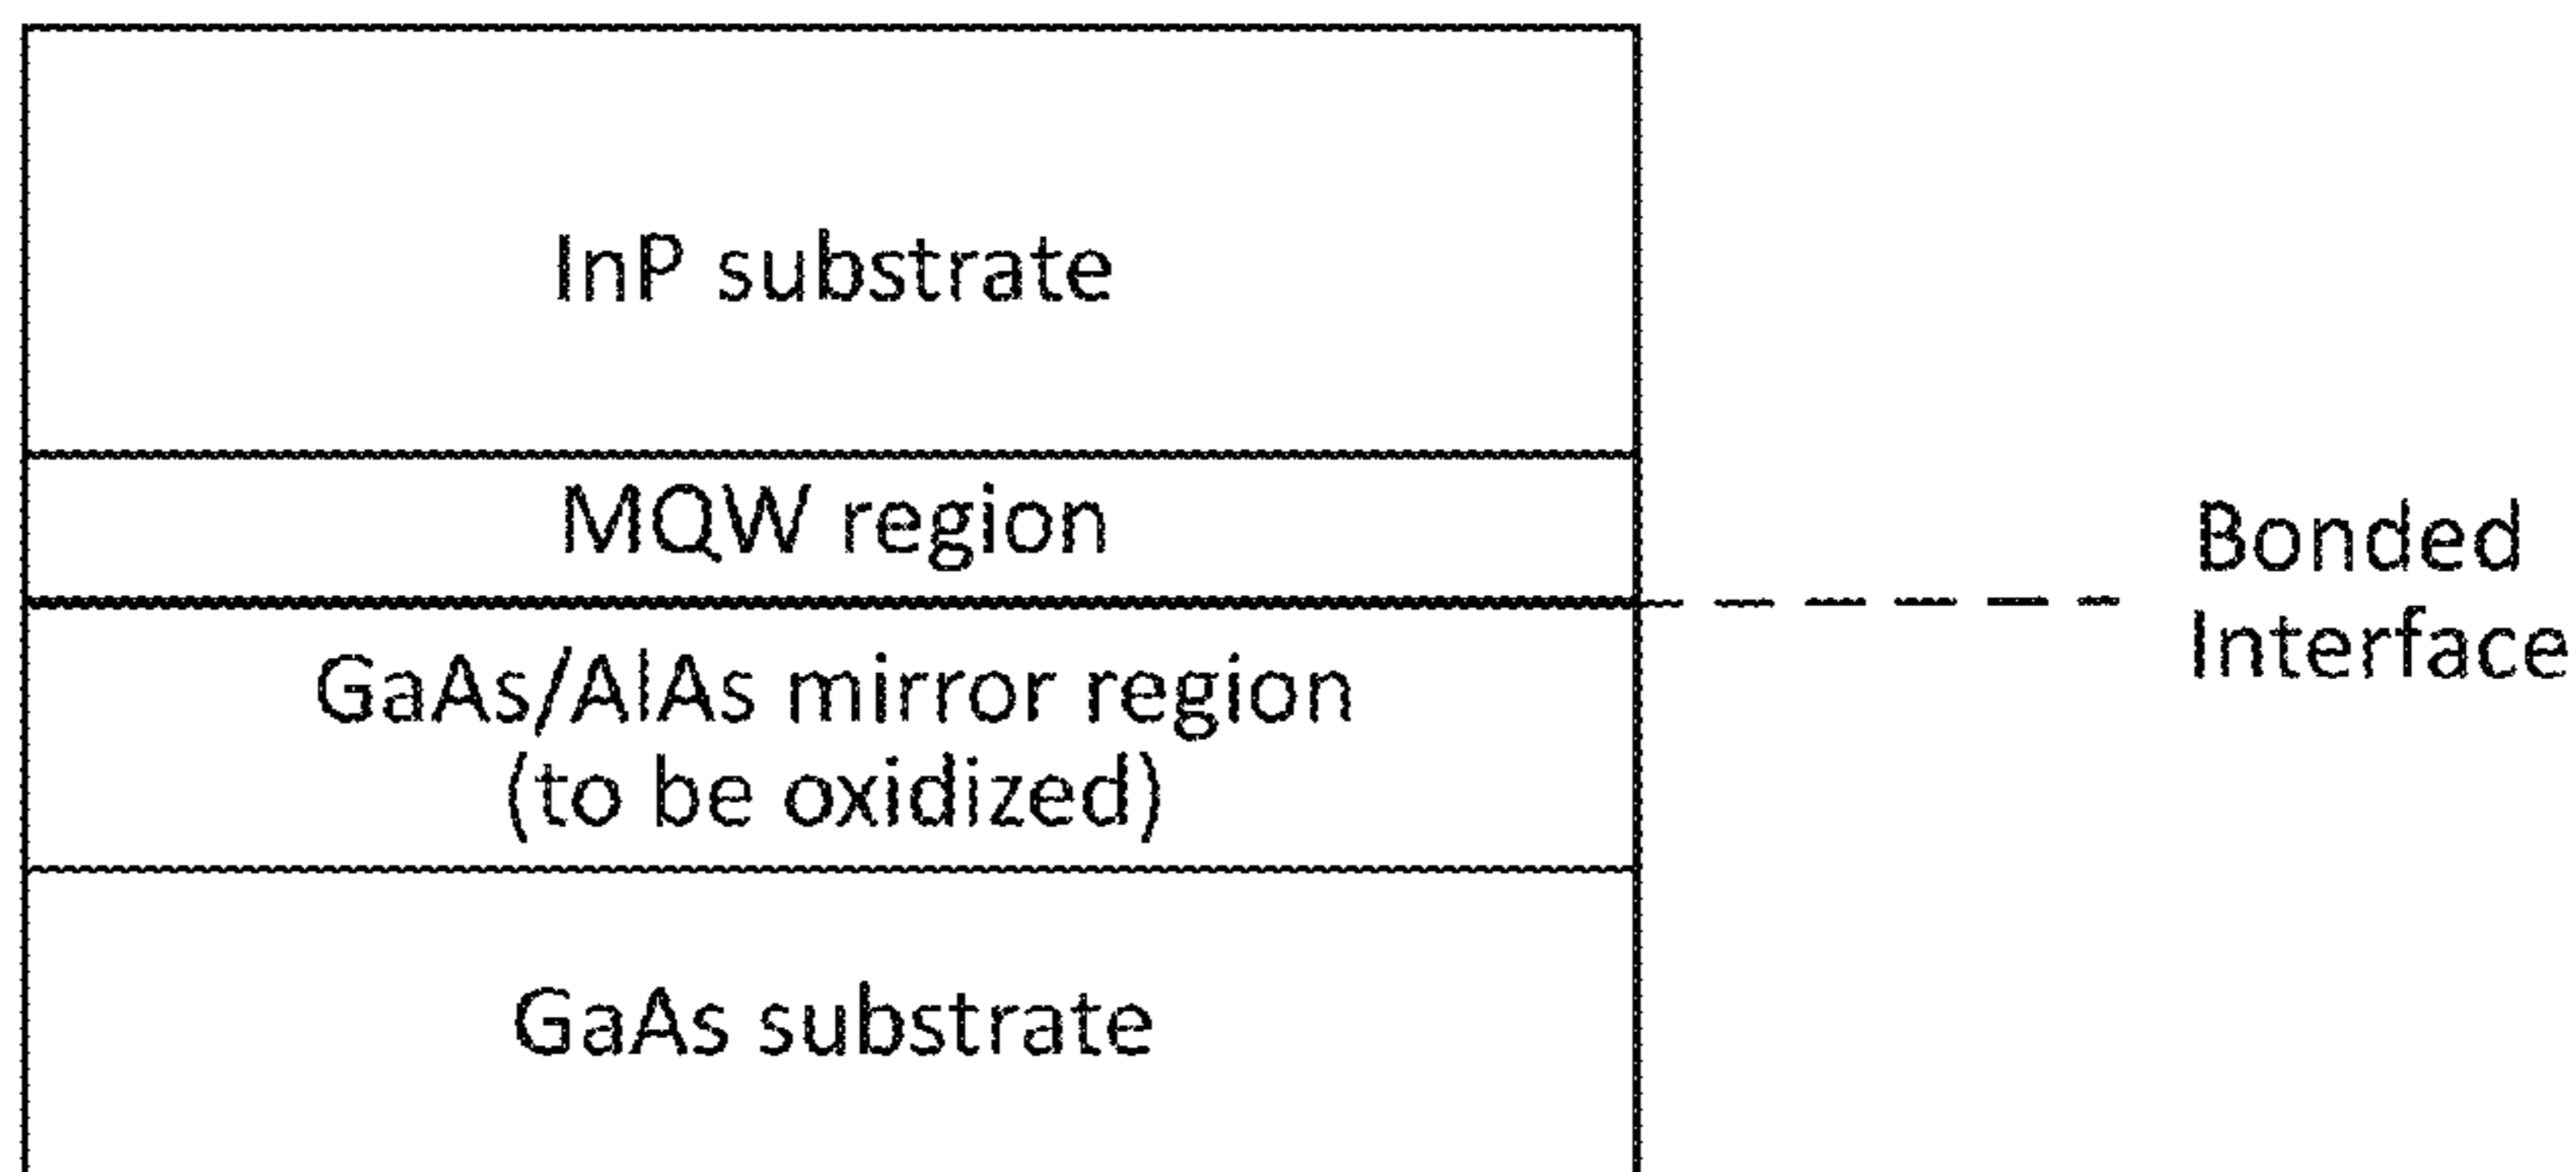 InP substrate
MQW region
Bonded
Interface
GaAs/AlAs mirror region
(to be oxidized)
GaAs substrate